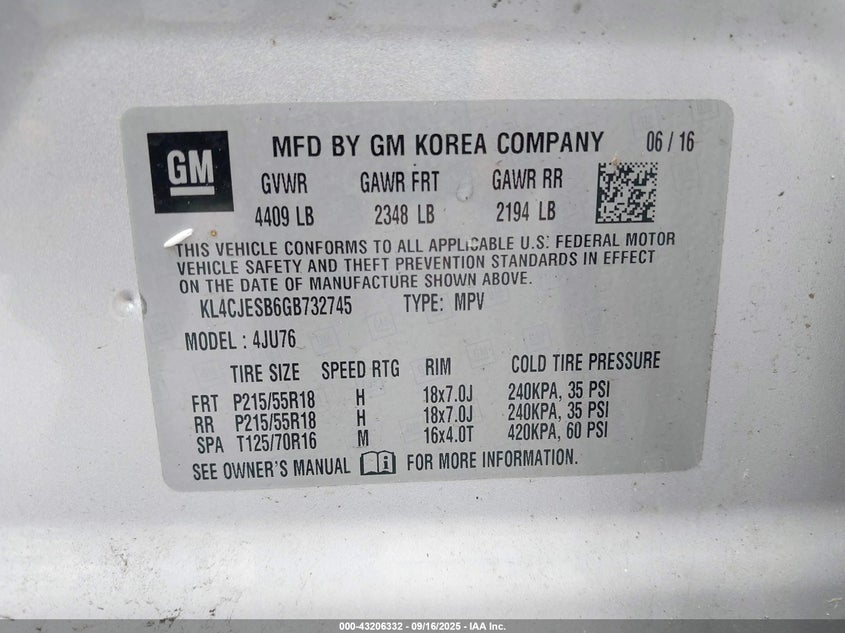 GM
MFD BY GM KOREA COMPANY 06 / 16
GVWR GAWR FRT GAWR RR
4409 LB 2348 LB 2194 LB
THIS VEHICLE CONFORMS TO ALL APPLICABLE U.S. FEDERAL MOTOR
VEHICLE SAFETY AND THEFT PREVENTION STANDARDS IN EFFECT
ON THE DATE OF MANUFACTURE SHOWN ABOVE.
KL4CJESB6GB732745 TYPE: MPV
MODEL : 4JU76
TIRE SIZE SPEED RTG RIM COLD TIRE PRESSURE
FRT P215/55R18 H 18x7.0J 240KPA, 35 PSI
RR P215/55R18 H 18x7.0J 240KPA, 35 PSI
SPA T125/70R16 M 16x4.0T 420KPA, 60 PSI
SEE OWNER'S MANUAL i FOR MORE INFORMATION.
000-43206332 - 09/16/2025 - IAA Inc.